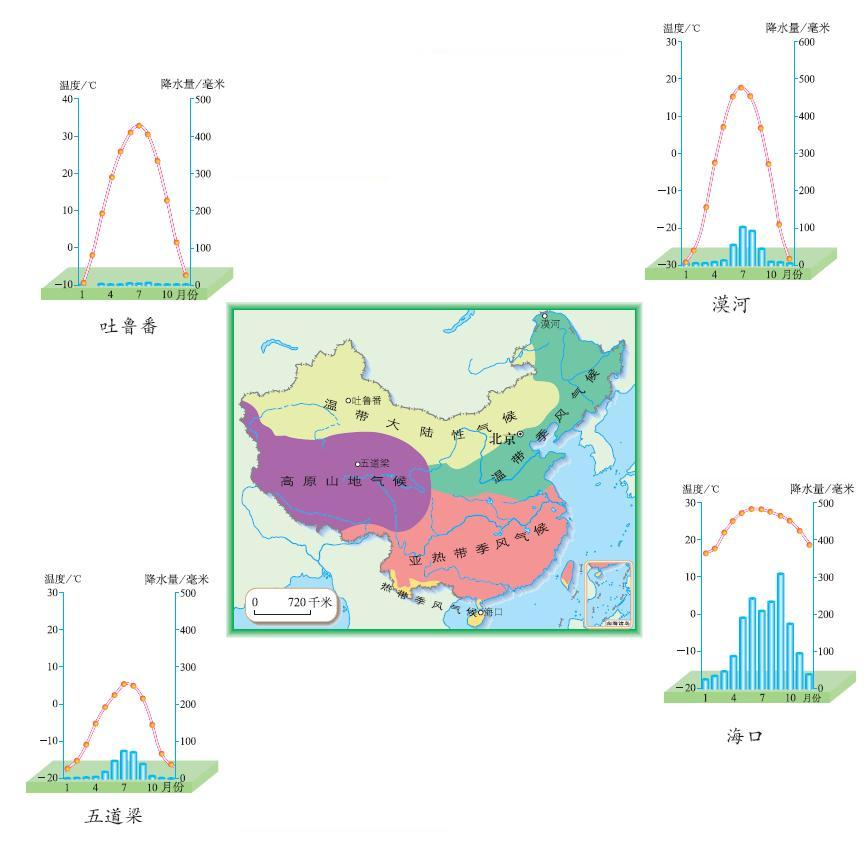 温度/℃ 降水量/毫米
40 500
30 400
20 300
10 200
0 100
−10 0
1 4 7 10 月份
吐鲁番
温度/℃ 降水量/毫米
30 600
20 500
10 400
0 300
−10 200
−20 100
−30 0
1 4 7 10 月份
漠河
漠河
吐鲁番
温带大陆性气候
北京
温带季风气候
五道梁
高原山地气候
亚热带季风气候
热带季风气候
海口
0 720 千米
南海诸岛
温度/℃ 降水量/毫米
30 500
20 400
10 300
0 200
−10 100
−20 0
1 4 7 10 月份
五道梁
温度/℃ 降水量/毫米
30 500
20 400
10 300
0 200
−10 100
−20 0
1 4 7 10 月份
海口